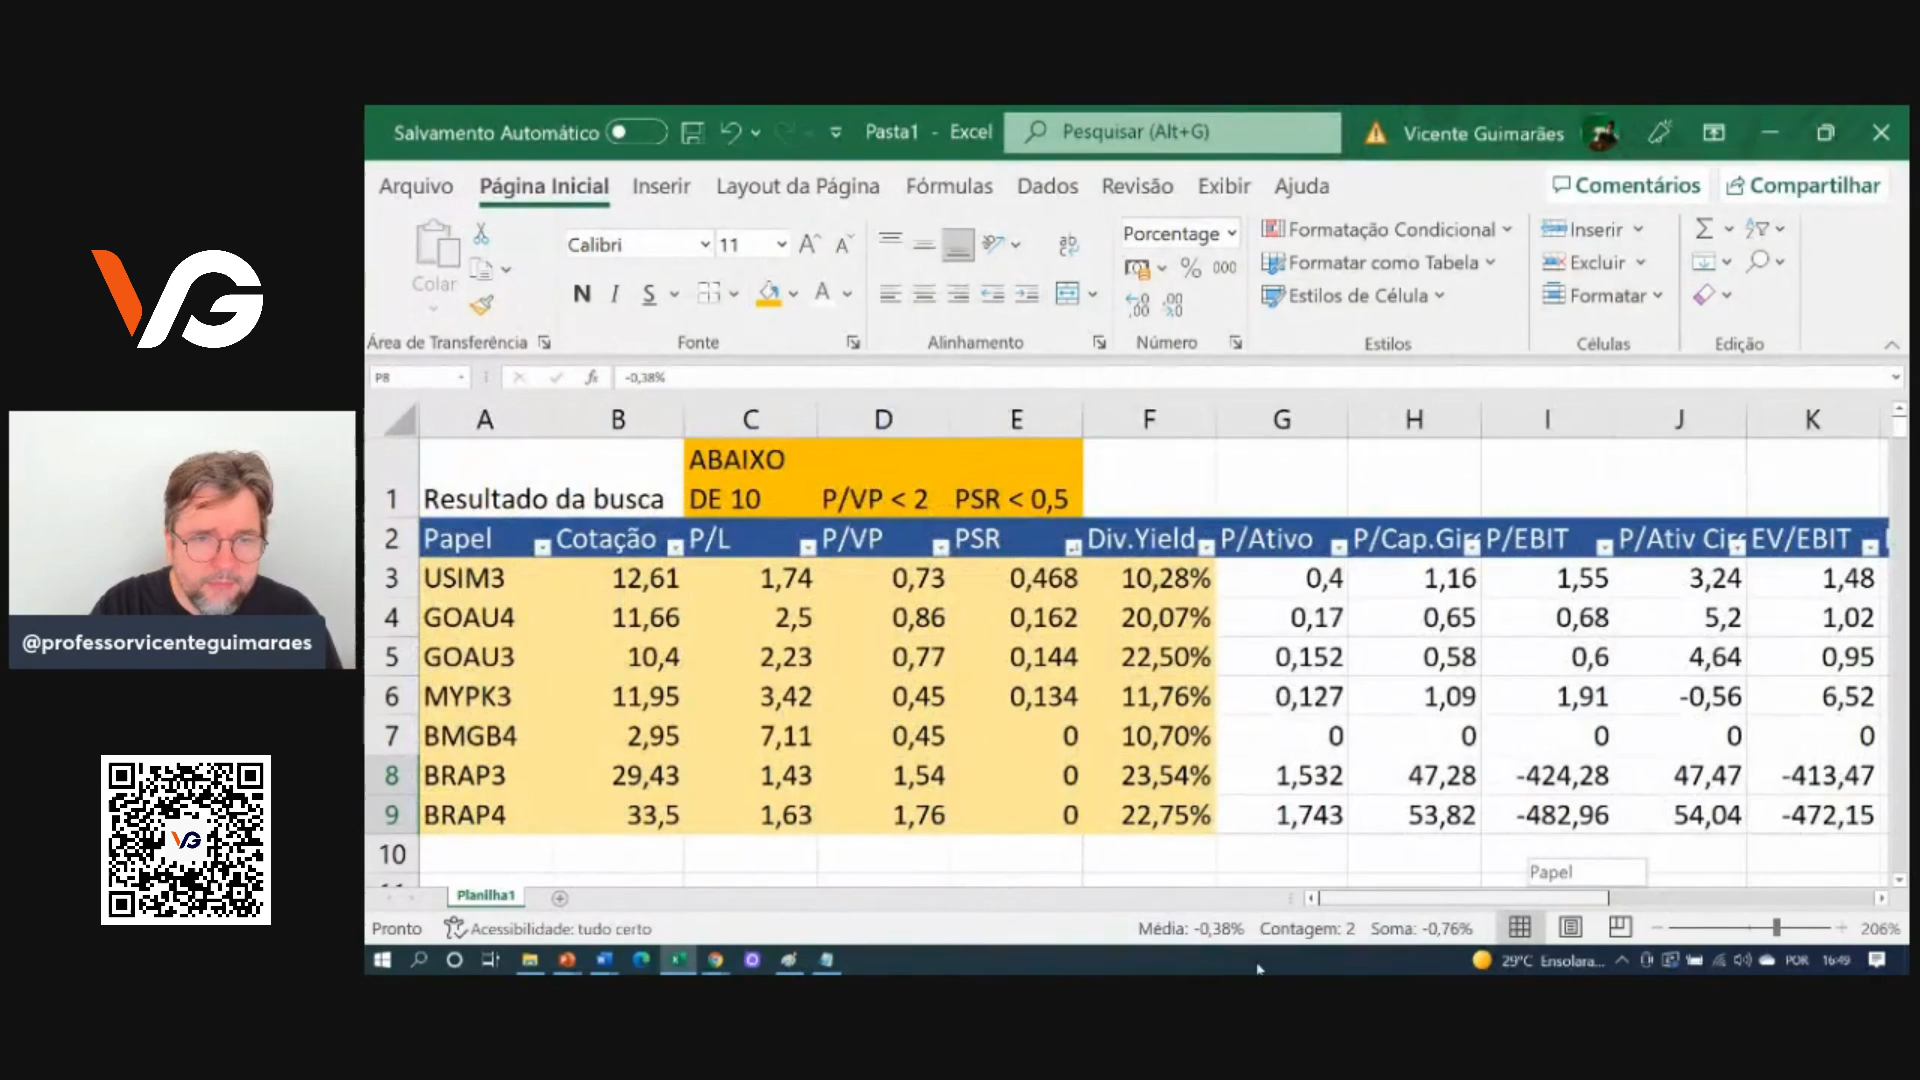 Salvamento Automático
Pasta1 - Excel
Pesquisar (Alt+G)
Vicente Guimarães
Arquivo Página Inicial Inserir Layout da Página Fórmulas Dados Revisão Exibir Ajuda
Comentários Compartilhar
Colar
Calibri 11
N I S
Porcentage
% 000
Formatação Condicional
Formatar como Tabela
Estilos de Célula
Inserir
Excluir
Formatar
Área de Transferência Fonte Alinhamento Número Estilos Células Edição
P8 fx -0,38%
A B C D E F G H I J K
ABAIXO
1 Resultado da busca DE 10 P/VP < 2 PSR < 0,5
2 Papel Cotação P/L P/VP PSR Div.Yield P/Ativo P/Cap.Gir P/EBIT P/Ativ Cir EV/EBIT
3 USIM3 12,61 1,74 0,73 0,468 10,28% 0,4 1,16 1,55 3,24 1,48
4 GOAU4 11,66 2,5 0,86 0,162 20,07% 0,17 0,65 0,68 5,2 1,02
5 GOAU3 10,4 2,23 0,77 0,144 22,50% 0,152 0,58 0,6 4,64 0,95
6 MYPK3 11,95 3,42 0,45 0,134 11,76% 0,127 1,09 1,91 -0,56 6,52
7 BMGB4 2,95 7,11 0,45 0 10,70% 0 0 0 0 0
8 BRAP3 29,43 1,43 1,54 0 23,54% 1,532 47,28 -424,28 47,47 -413,47
9 BRAP4 33,5 1,63 1,76 0 22,75% 1,743 53,82 -482,96 54,04 -472,15
10
Papel
Planilha1
Pronto Acessibilidade: tudo certo Média: -0,38% Contagem: 2 Soma: -0,76% 206%
29°C Ensolara... POR 16:49
VG
@professorvicenteguimaraes
VG